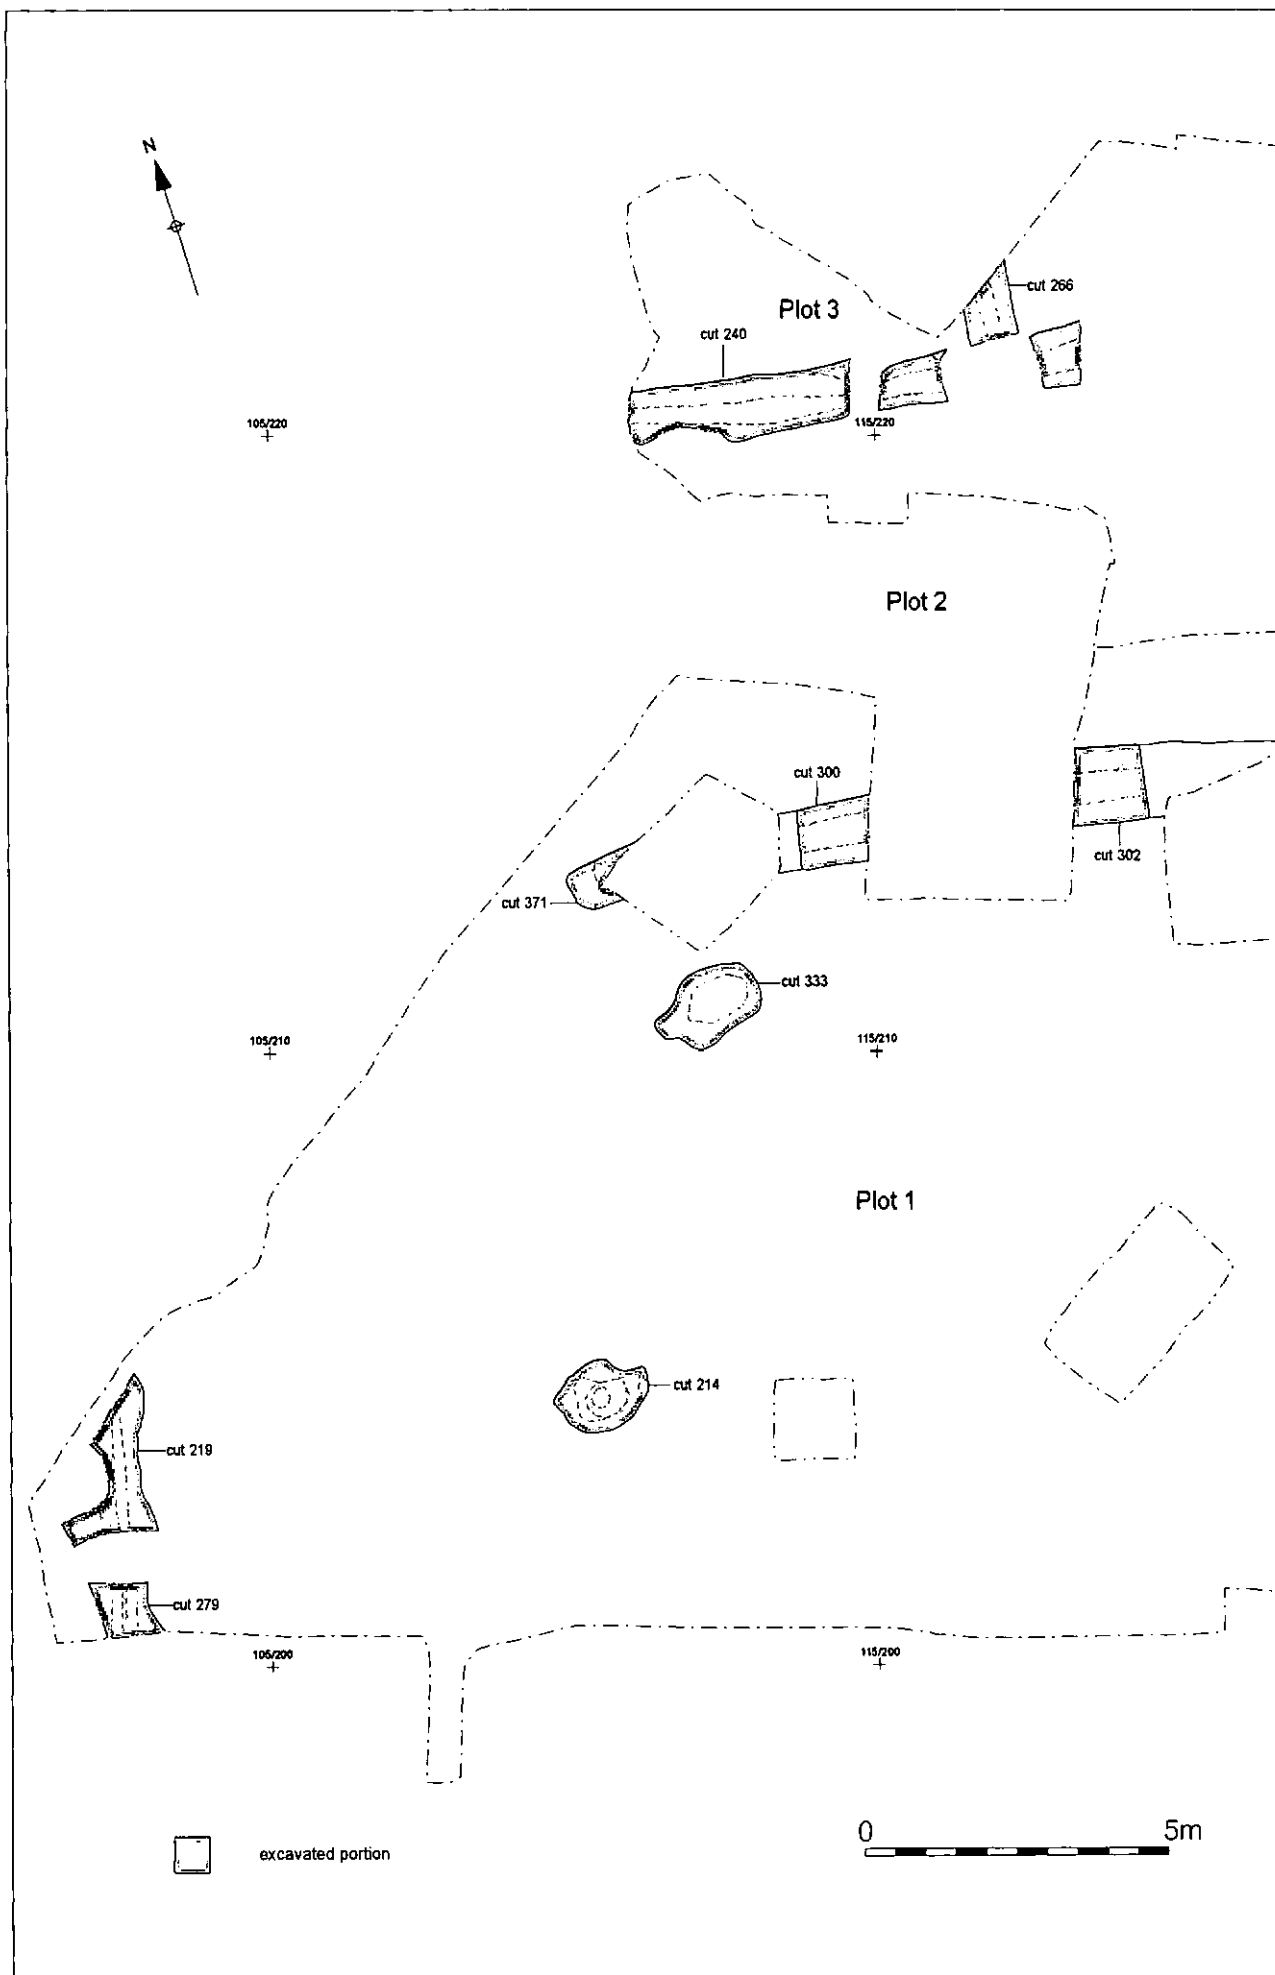 N
cut 266
Plot 3
cut 240
105/220
115/220
Plot 2
cut 300
cut 302
cut 371
cut 333
105/210
115/210
Plot 1
cut 214
cut 219
cut 279
105/200
115/200
0 5m
excavated portion